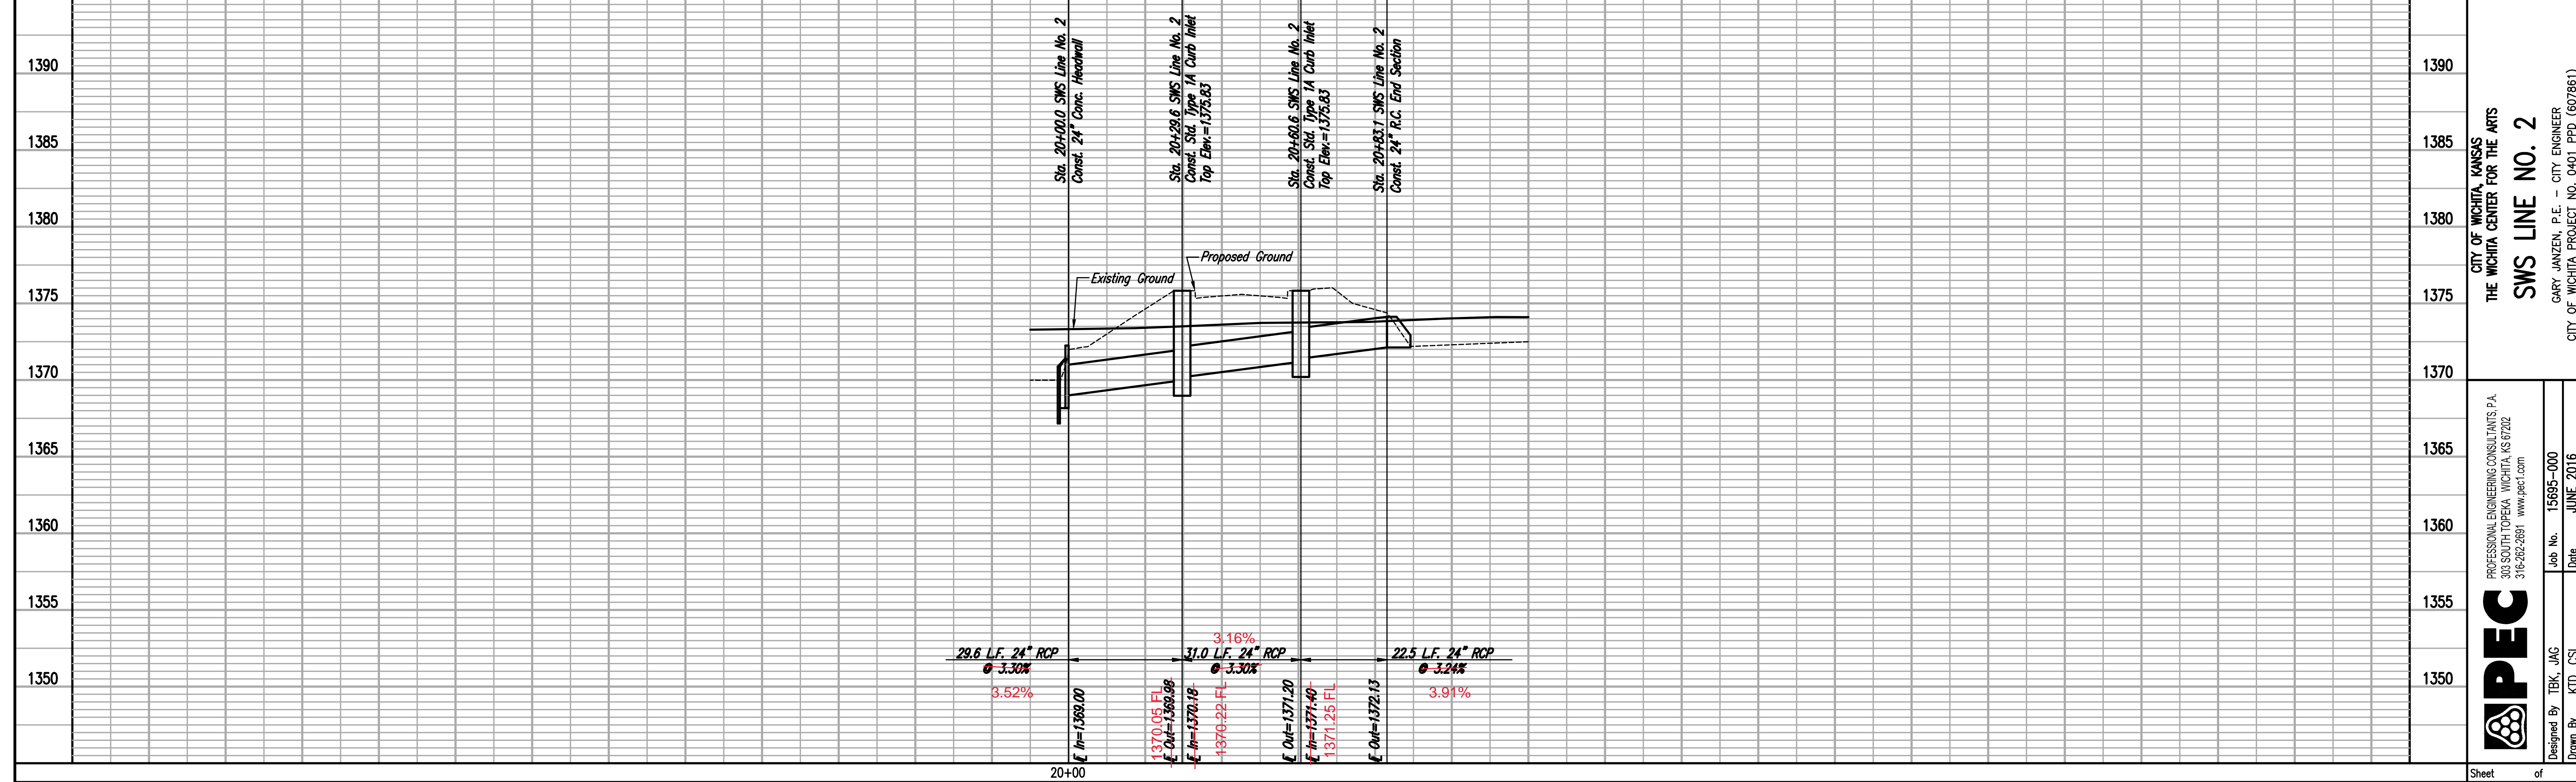 Sta. 20+00.0 SWS Line No. 2
Const. 24" Conc. Headwall
Sta. 20+29.6 SWS Line No. 2
Const. Std. Type 1A Curb Inlet
Top Elev.=1375.83
Sta. 20+60.6 SWS Line No. 2
Const. Std. Type 1A Curb Inlet
Top Elev.=1375.83
Sta. 20+83.1 SWS Line No. 2
Const. 24" R.C. End Section
1390
1385
1380
1375
1370
1365
1360
1355
1350
Existing Ground
Proposed Ground
29.6 L.F. 24" RCP
@ 3.30%
3.52%
3.16%
31.0 L.F. 24" RCP
@ 3.30%
22.5 L.F. 24" RCP
@ 3.24%
3.91%
℄ In=1369.00
1370.05 FL
℄ Out=1369.98
℄ In=1370.18
1370.22 FL
℄ Out=1371.20
℄ In=1371.40
1371.25 FL
℄ Out=1372.13
20+00
1390
1385
1380
1375
1370
1365
1360
1355
1350
CITY OF WICHITA, KANSAS
THE WICHITA CENTER FOR THE ARTS
SWS LINE NO. 2
GARY JANZEN, P.E. - CITY ENGINEER
CITY OF WICHITA PROJECT NO. 0401 PPD (607861)
PEC
PROFESSIONAL ENGINEERING CONSULTANTS, P.A.
303 SOUTH TOPEKA WICHITA, KS 67202
316-262-2691 www.pec1.com
Designed By TBK, JAG
Job No. 15695-000
Drawn By KTD, CSL
Date JUNE 2016
Sheet of